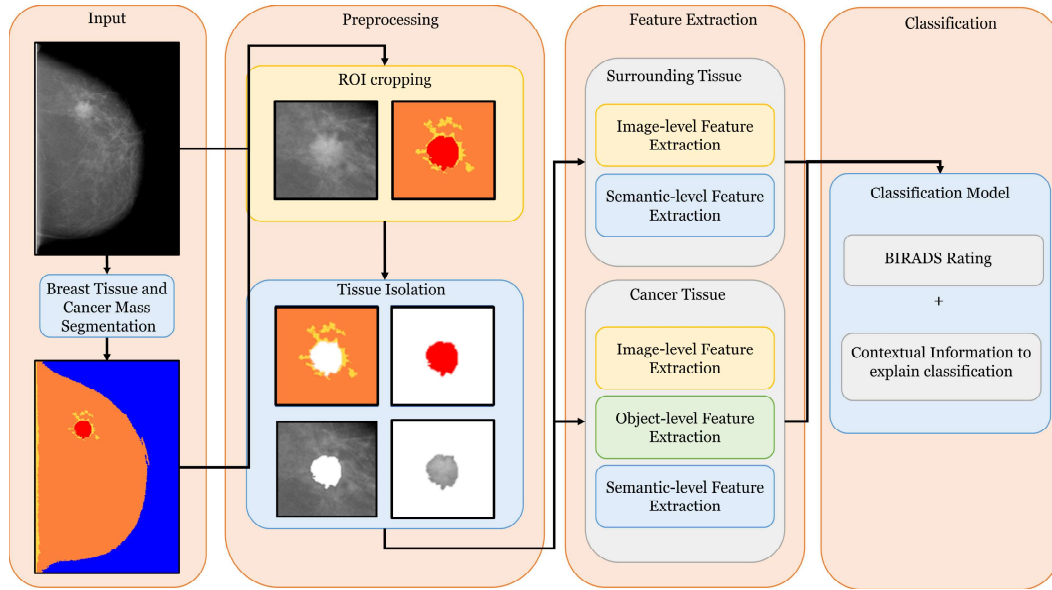 Input
Breast Tissue and
Cancer Mass
Segmentation
Preprocessing
ROI cropping
Tissue Isolation
Feature Extraction
Surrounding Tissue
Image-level Feature
Extraction
Semantic-level Feature
Extraction
Cancer Tissue
Image-level Feature
Extraction
Object-level Feature
Extraction
Semantic-level Feature
Extraction
Classification
Classification Model
BIRADS Rating
+
Contextual Information to
explain classification